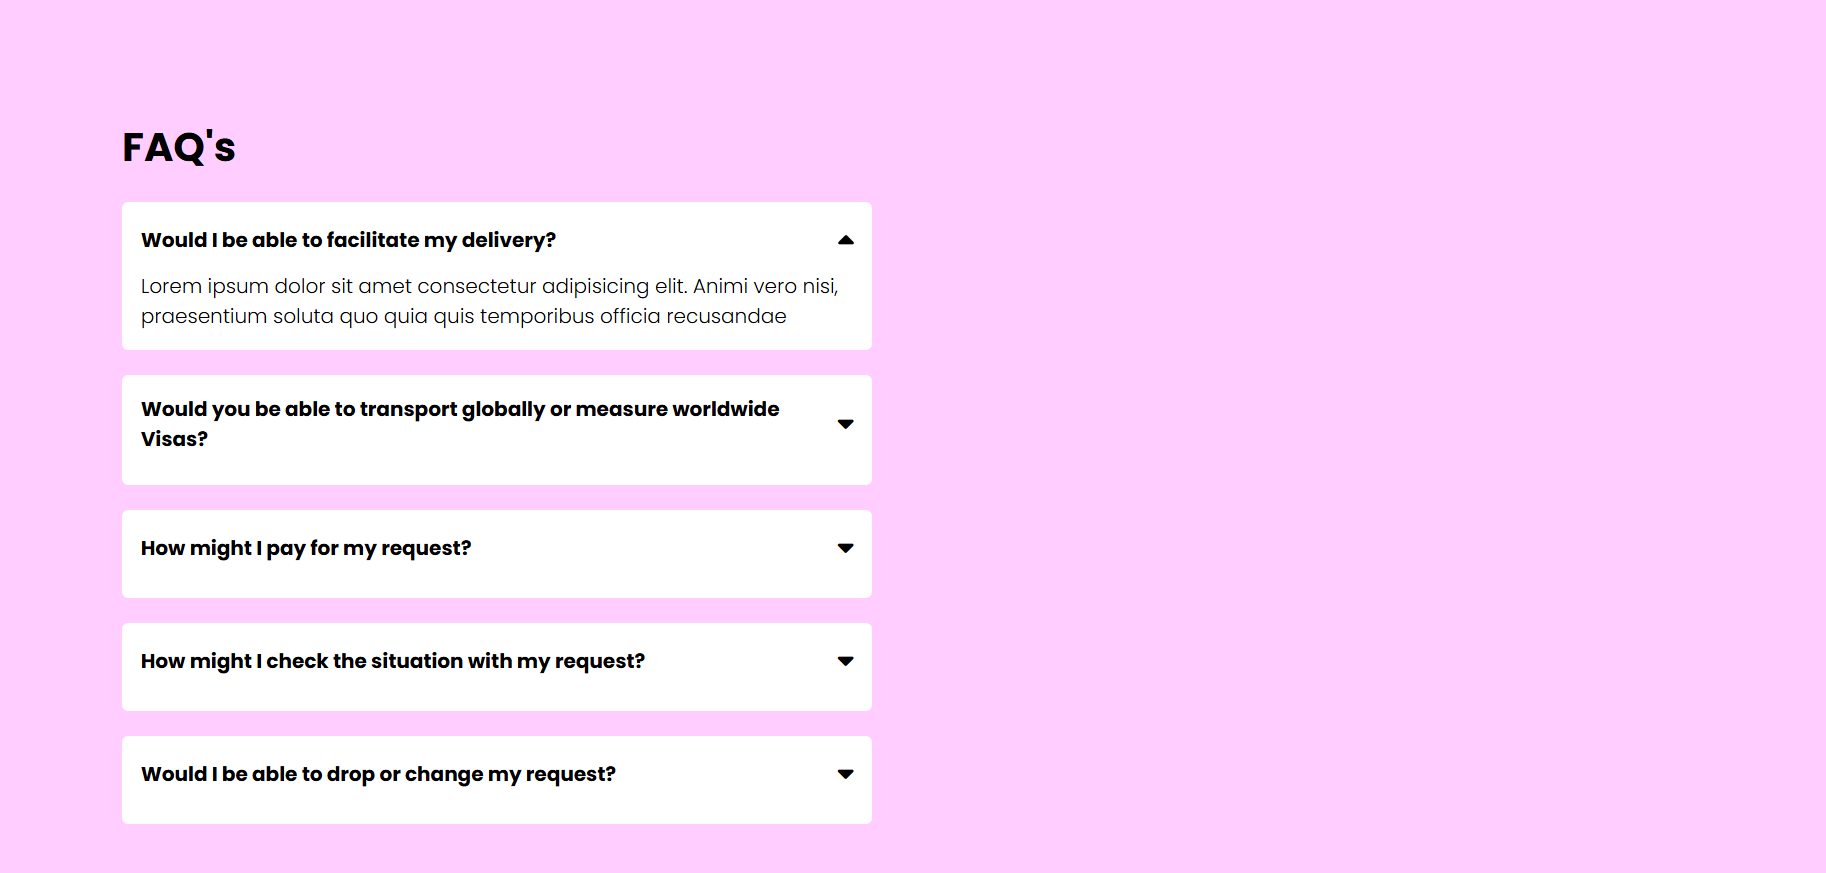 FAQ's
Would I be able to facilitate my delivery?
Lorem ipsum dolor sit amet consectetur adipisicing elit. Animi vero nisi,
praesentium soluta quo quia quis temporibus officia recusandae
Would you be able to transport globally or measure worldwide
Visas?
How might I pay for my request?
How might I check the situation with my request?
Would I be able to drop or change my request?